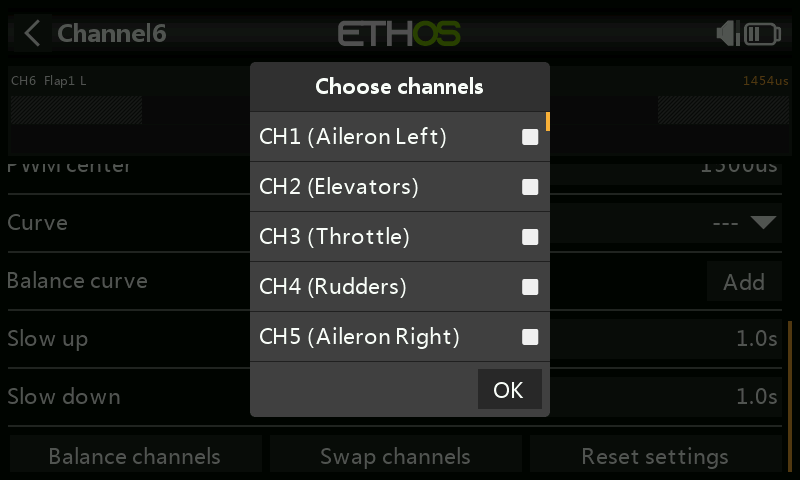 Channel6
ETHOS
CH6 Flap1 L
1454us
Choose channels
CH1 (Aileron Left)
CH2 (Elevators)
CH3 (Throttle)
CH4 (Rudders)
CH5 (Aileron Right)
OK
PWM center
1500us
Curve
---
Balance curve
Add
Slow up
1.0s
Slow down
1.0s
Balance channels
Swap channels
Reset settings